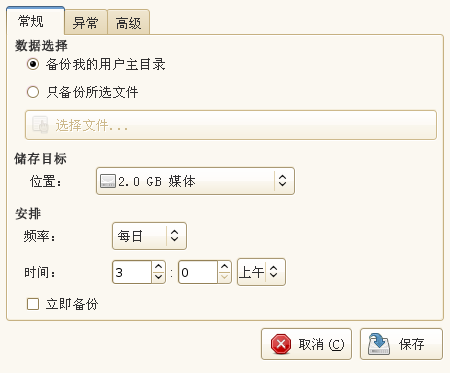 常规 异常 高级
数据选择
备份我的用户主目录
只备份所选文件
选择文件...
储存目标
位置： 2.0 GB 媒体
安排
频率： 每日
时间： 3 : 0 上午
立即备份
取消(C) 保存